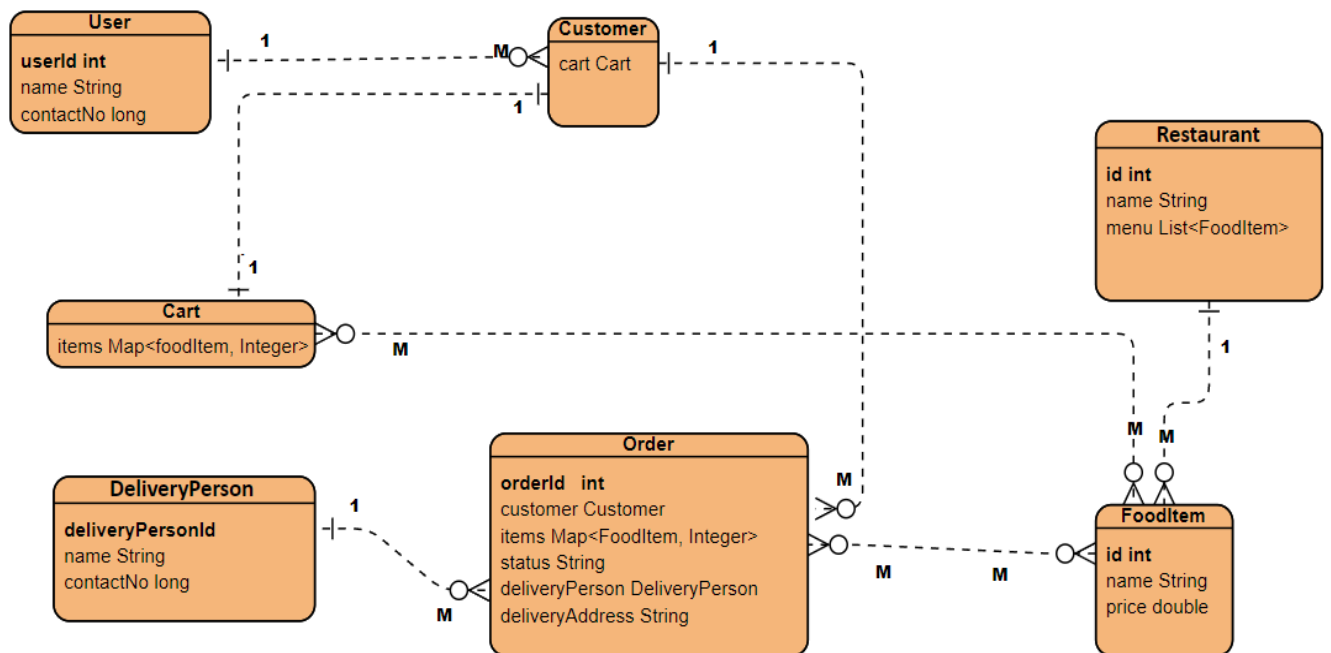 User
userId int
name String
contactNo long
1
M
Customer
cart Cart
1
1
1
Cart
items Map<foodItem, Integer>
M
M
Restaurant
id int
name String
menu List<FoodItem>
1
M
DeliveryPerson
deliveryPersonId
name String
contactNo long
1
M
Order
orderId int
customer Customer
items Map<FoodItem, Integer>
status String
deliveryPerson DeliveryPerson
deliveryAddress String
M
M
M
FoodItem
id int
name String
price double